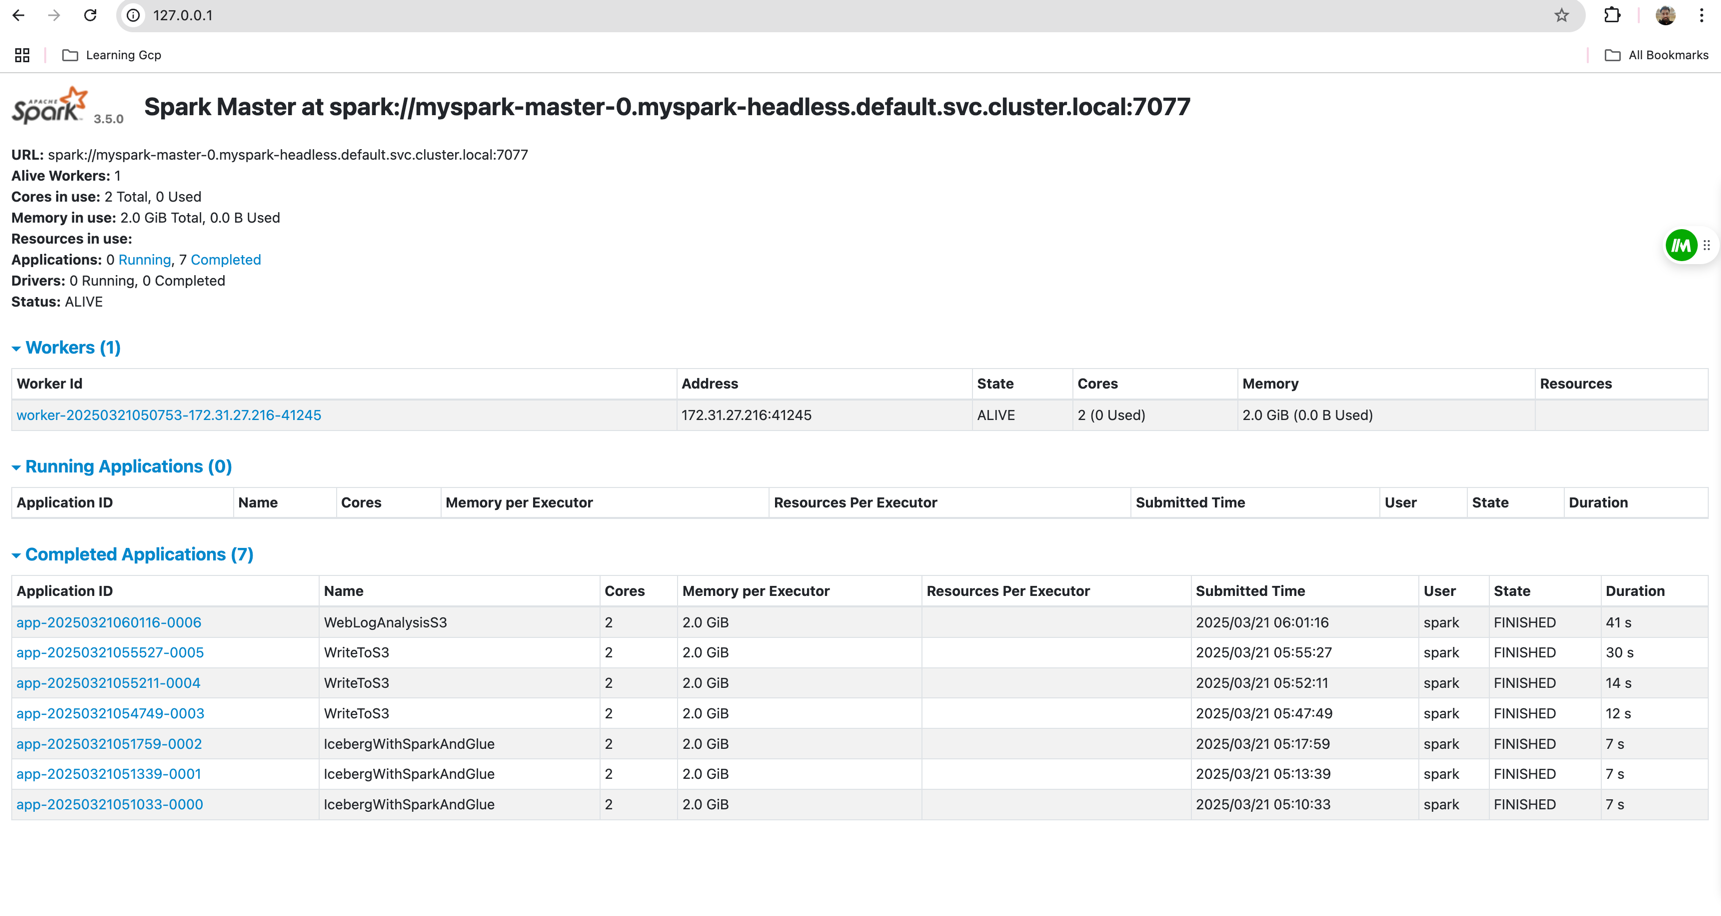 127.0.0.1
Learning Gcp
All Bookmarks
APACHE
Spark 3.5.0 Spark Master at spark://myspark-master-0.myspark-headless.default.svc.cluster.local:7077
URL: spark://myspark-master-0.myspark-headless.default.svc.cluster.local:7077
Alive Workers: 1
Cores in use: 2 Total, 0 Used
Memory in use: 2.0 GiB Total, 0.0 B Used
Resources in use:
Applications: 0 Running, 7 Completed
Drivers: 0 Running, 0 Completed
Status: ALIVE
Workers (1)
Worker Id Address State Cores Memory Resources
worker-20250321050753-172.31.27.216-41245 172.31.27.216:41245 ALIVE 2 (0 Used) 2.0 GiB (0.0 B Used)
Running Applications (0)
Application ID Name Cores Memory per Executor Resources Per Executor Submitted Time User State Duration
Completed Applications (7)
Application ID Name Cores Memory per Executor Resources Per Executor Submitted Time User State Duration
app-20250321060116-0006 WebLogAnalysisS3 2 2.0 GiB 2025/03/21 06:01:16 spark FINISHED 41 s
app-20250321055527-0005 WriteToS3 2 2.0 GiB 2025/03/21 05:55:27 spark FINISHED 30 s
app-20250321055211-0004 WriteToS3 2 2.0 GiB 2025/03/21 05:52:11 spark FINISHED 14 s
app-20250321054749-0003 WriteToS3 2 2.0 GiB 2025/03/21 05:47:49 spark FINISHED 12 s
app-20250321051759-0002 IcebergWithSparkAndGlue 2 2.0 GiB 2025/03/21 05:17:59 spark FINISHED 7 s
app-20250321051339-0001 IcebergWithSparkAndGlue 2 2.0 GiB 2025/03/21 05:13:39 spark FINISHED 7 s
app-20250321051033-0000 IcebergWithSparkAndGlue 2 2.0 GiB 2025/03/21 05:10:33 spark FINISHED 7 s